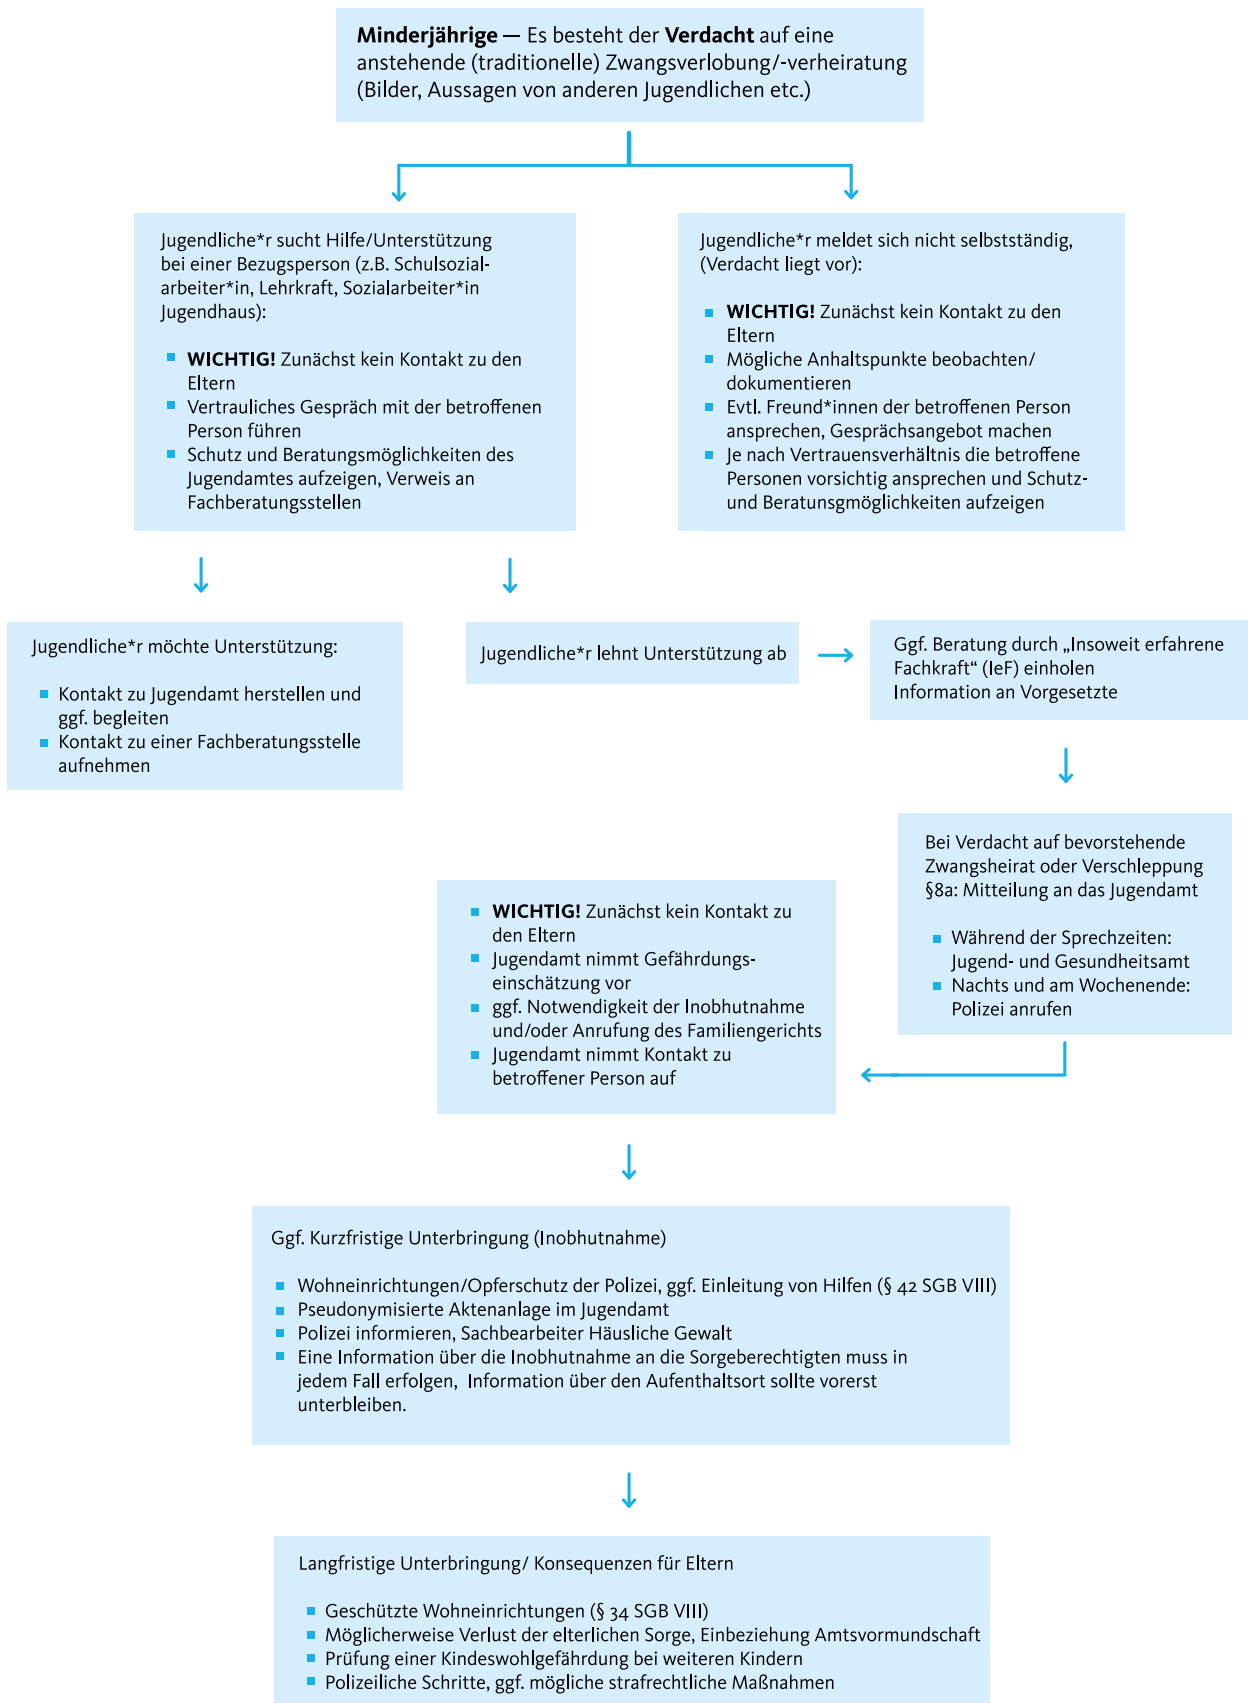 Minderjährige — Es besteht der Verdacht auf eine
anstehende (traditionelle) Zwangsverlobung/-verheiratung
(Bilder, Aussagen von anderen Jugendlichen etc.)
Jugendliche*r sucht Hilfe/Unterstützung
bei einer Bezugsperson (z.B. Schulsozial-
arbeiter*in, Lehrkraft, Sozialarbeiter*in
Jugendhaus):
WICHTIG! Zunächst kein Kontakt zu den
Eltern
Vertrauliches Gespräch mit der betroffenen
Person führen
Schutz und Beratungsmöglichkeiten des
Jugendamtes aufzeigen, Verweis an
Fachberatungsstellen
Jugendliche*r meldet sich nicht selbstständig,
(Verdacht liegt vor):
WICHTIG! Zunächst kein Kontakt zu den
Eltern
Mögliche Anhaltspunkte beobachten/
dokumentieren
Evtl. Freund*innen der betroffenen Person
ansprechen, Gesprächsangebot machen
Je nach Vertrauensverhältnis die betroffene
Personen vorsichtig ansprechen und Schutz-
und Beratunsgmöglichkeiten aufzeigen
Jugendliche*r möchte Unterstützung:
Kontakt zu Jugendamt herstellen und
ggf. begleiten
Kontakt zu einer Fachberatungsstelle
aufnehmen
Jugendliche*r lehnt Unterstützung ab
Ggf. Beratung durch „Insoweit erfahrene
Fachkraft“ (IeF) einholen
Information an Vorgesetzte
Bei Verdacht auf bevorstehende
Zwangsheirat oder Verschleppung
§8a: Mitteilung an das Jugendamt
Während der Sprechzeiten:
Jugend- und Gesundheitsamt
Nachts und am Wochenende:
Polizei anrufen
WICHTIG! Zunächst kein Kontakt zu
den Eltern
Jugendamt nimmt Gefährdungs-
einschätzung vor
ggf. Notwendigkeit der Inobhutnahme
und/oder Anrufung des Familiengerichts
Jugendamt nimmt Kontakt zu
betroffener Person auf
Ggf. Kurzfristige Unterbringung (Inobhutnahme)
Wohneinrichtungen/Opferschutz der Polizei, ggf. Einleitung von Hilfen (§ 42 SGB VIII)
Pseudonymisierte Aktenanlage im Jugendamt
Polizei informieren, Sachbearbeiter Häusliche Gewalt
Eine Information über die Inobhutnahme an die Sorgeberechtigten muss in
jedem Fall erfolgen, Information über den Aufenthaltsort sollte vorerst
unterbleiben.
Langfristige Unterbringung/ Konsequenzen für Eltern
Geschützte Wohneinrichtungen (§ 34 SGB VIII)
Möglicherweise Verlust der elterlichen Sorge, Einbeziehung Amtsvormundschaft
Prüfung einer Kindeswohlgefährdung bei weiteren Kindern
Polizeiliche Schritte, ggf. mögliche strafrechtliche Maßnahmen